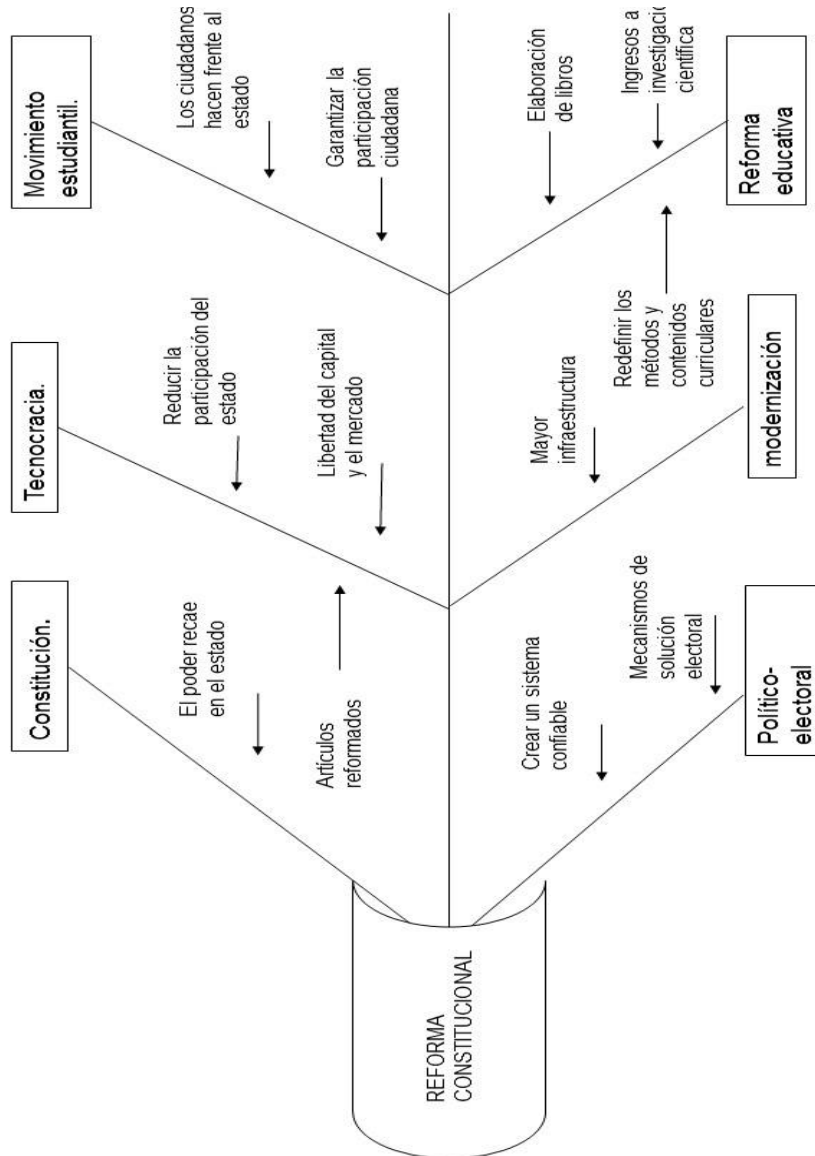 Movimiento
estudiantil.
Los ciudadanos
hacen frente al
estado
Garantizar la
participación
ciudadana
Elaboración
de libros
Ingresos a
investigació
científica
Reforma
educativa
Tecnocracia.
Reducir la
participación del
estado
Libertad del capital
y el mercado
Mayor
infraestructura
Redefinir los
métodos y
contenidos
curriculares
modernización
Constitución.
El poder recae
en el estado
Artículos
reformados
Crear un sistema
confiable
Mecanismos de
solución
electoral
Político-
electoral
REFORMA
CONSTITUCIONAL